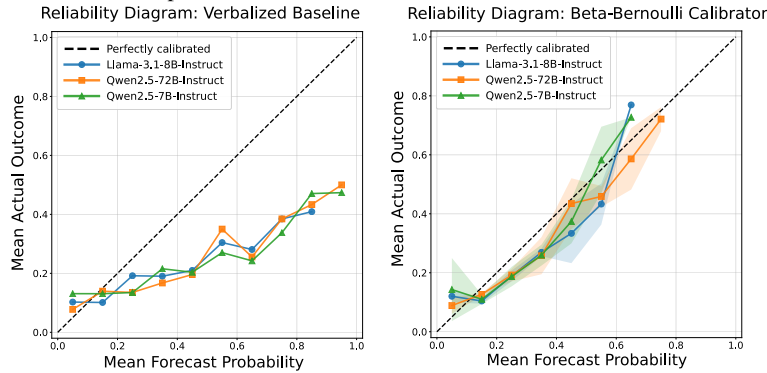 Reliability Diagram: Verbalized Baseline
Perfectly calibrated
Llama-3.1-8B-Instruct
Qwen2.5-72B-Instruct
Qwen2.5-7B-Instruct
Mean Actual Outcome
1.0
0.8
0.6
0.4
0.2
0.0
0.0 0.2 0.4 0.6 0.8 1.0
Mean Forecast Probability
Reliability Diagram: Beta-Bernoulli Calibrator
Perfectly calibrated
Llama-3.1-8B-Instruct
Qwen2.5-72B-Instruct
Qwen2.5-7B-Instruct
Mean Actual Outcome
1.0
0.8
0.6
0.4
0.2
0.0
0.0 0.2 0.4 0.6 0.8 1.0
Mean Forecast Probability